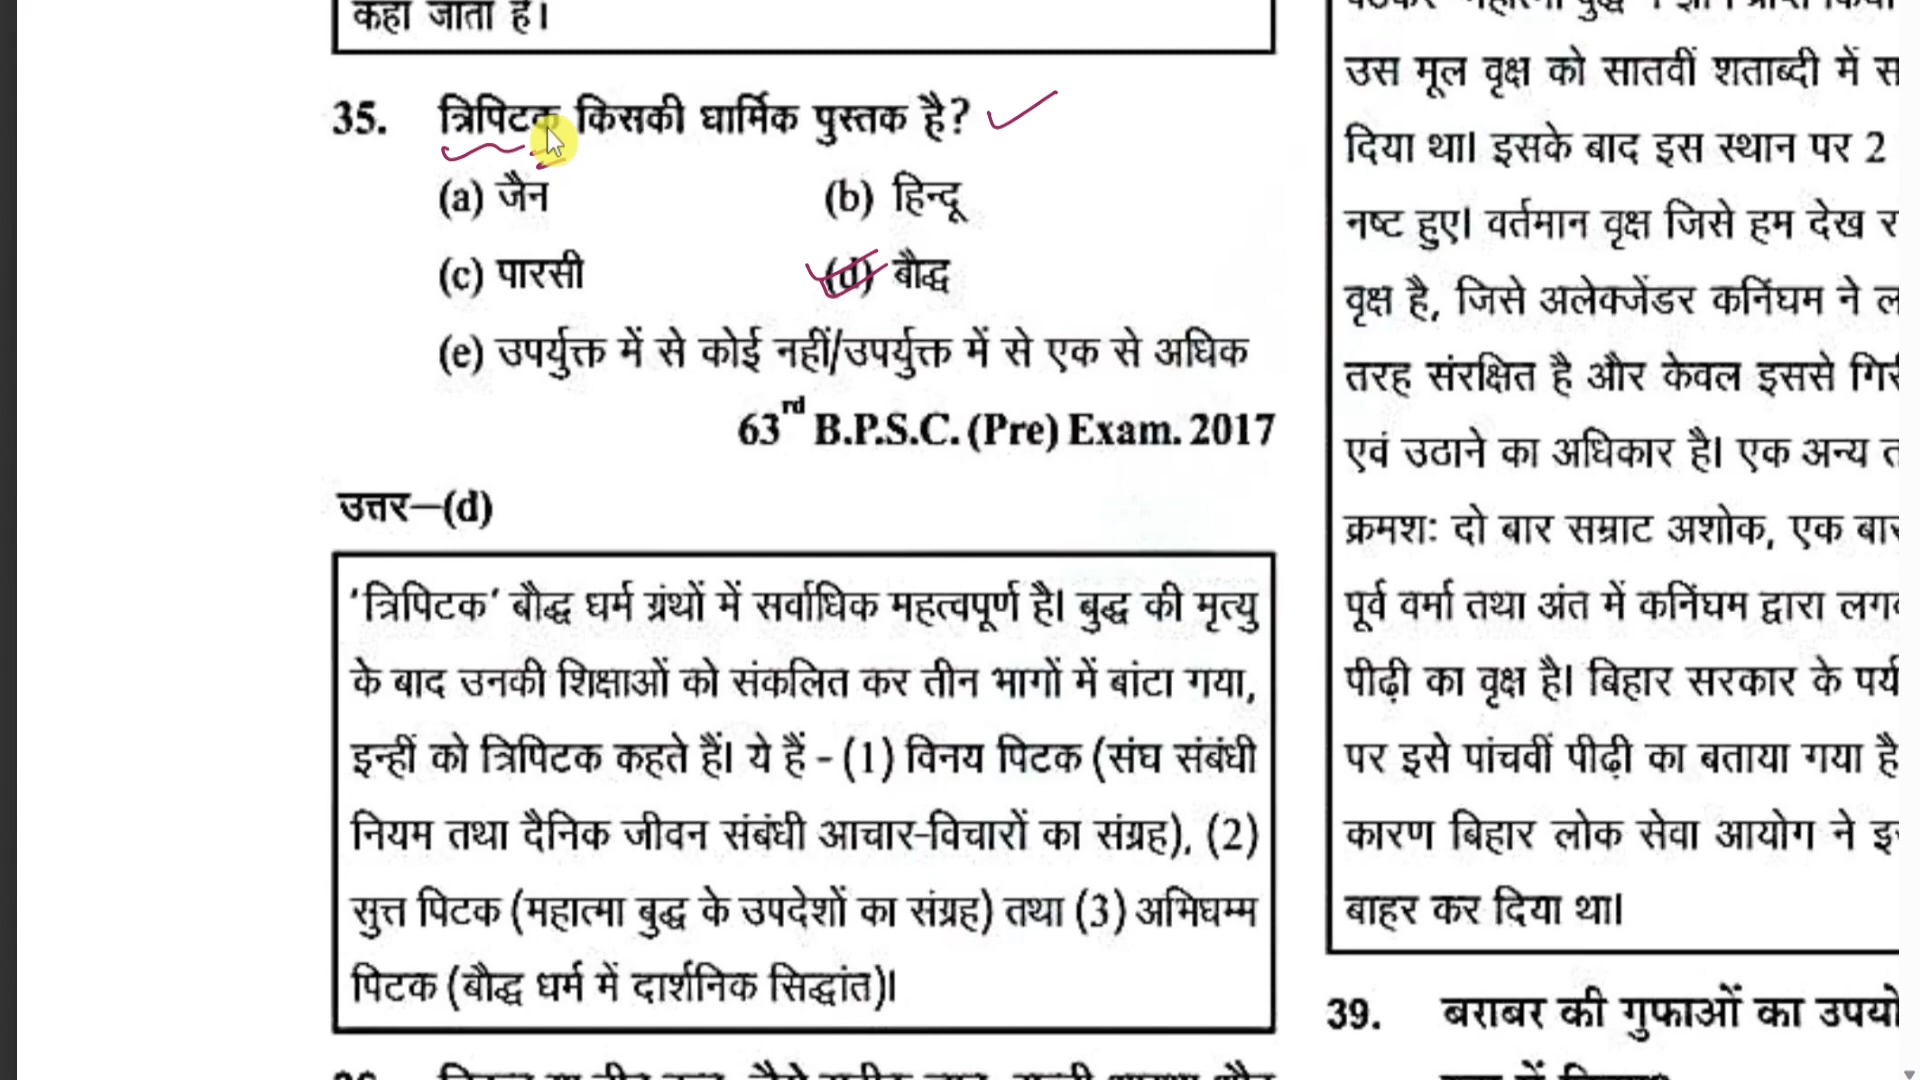 कहा जाता है।
35. त्रिपिटक किसकी धार्मिक पुस्तक है?
(a) जैन (b) हिन्दू
(c) पारसी (d) बौद्ध
(e) उपर्युक्त में से कोई नहीं/उपर्युक्त में से एक से अधिक
63rd B.P.S.C. (Pre) Exam. 2017
उत्तर—(d)
'त्रिपिटक' बौद्ध धर्म ग्रंथों में सर्वाधिक महत्वपूर्ण है। बुद्ध की मृत्यु
के बाद उनकी शिक्षाओं को संकलित कर तीन भागों में बांटा गया,
इन्हीं को त्रिपिटक कहते हैं। ये हैं - (1) विनय पिटक (संघ संबंधी
नियम तथा दैनिक जीवन संबंधी आचार-विचारों का संग्रह), (2)
सुत्त पिटक (महात्मा बुद्ध के उपदेशों का संग्रह) तथा (3) अभिधम्म
पिटक (बौद्ध धर्म में दार्शनिक सिद्धांत)।
उस मूल वृक्ष को सातवीं शताब्दी में
दिया था। इसके बाद इस स्थान पर 2
नष्ट हुए। वर्तमान वृक्ष जिसे हम देख
वृक्ष है, जिसे अलेक्जेंडर कनिंघम ने
तरह संरक्षित है और केवल इससे
एवं उठाने का अधिकार है। एक अन्य
क्रमशः दो बार सम्राट अशोक, एक बार
पूर्व वर्मा तथा अंत में कनिंघम द्वारा
पीढ़ी का वृक्ष है। बिहार सरकार के
पर इसे पांचवीं पीढ़ी का बताया गया है
कारण बिहार लोक सेवा आयोग ने
बाहर कर दिया था।
39. बराबर की गुफाओं का